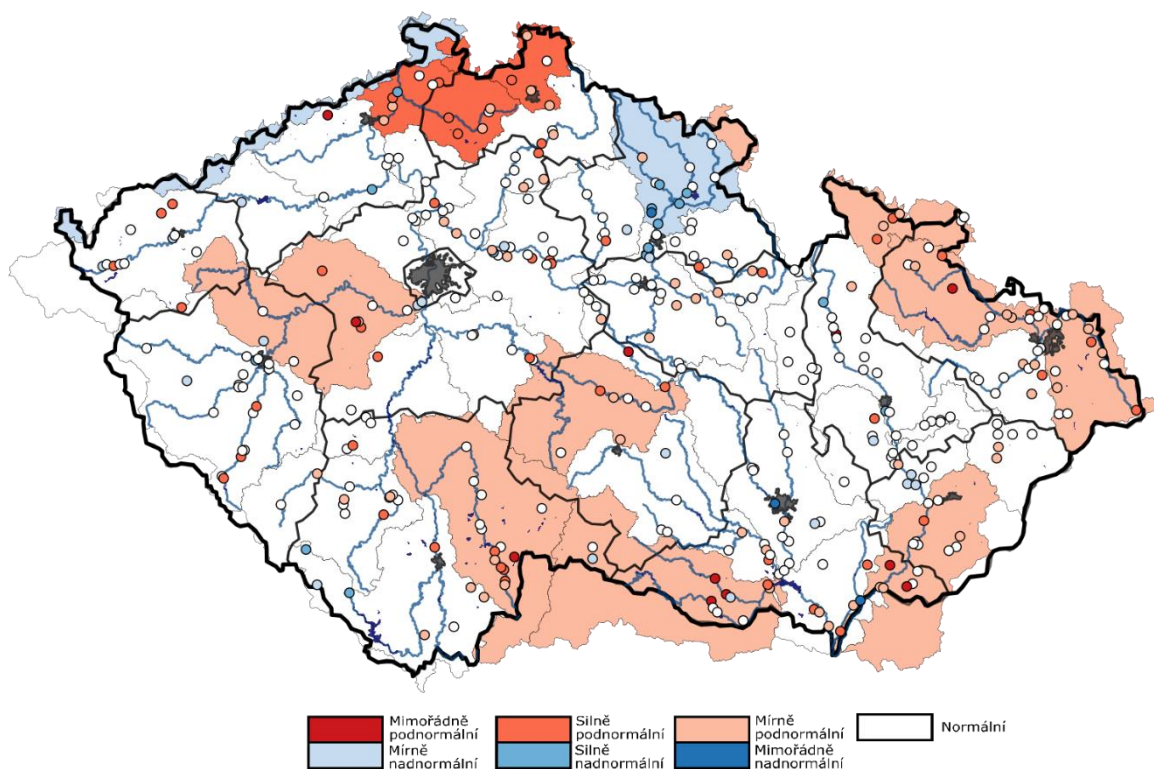 Mimořádně
podnormální
Silně
podnormální
Mírně
podnormální
Normální
Mírně
nadnormální
Silně
nadnormální
Mimořádně
nadnormální